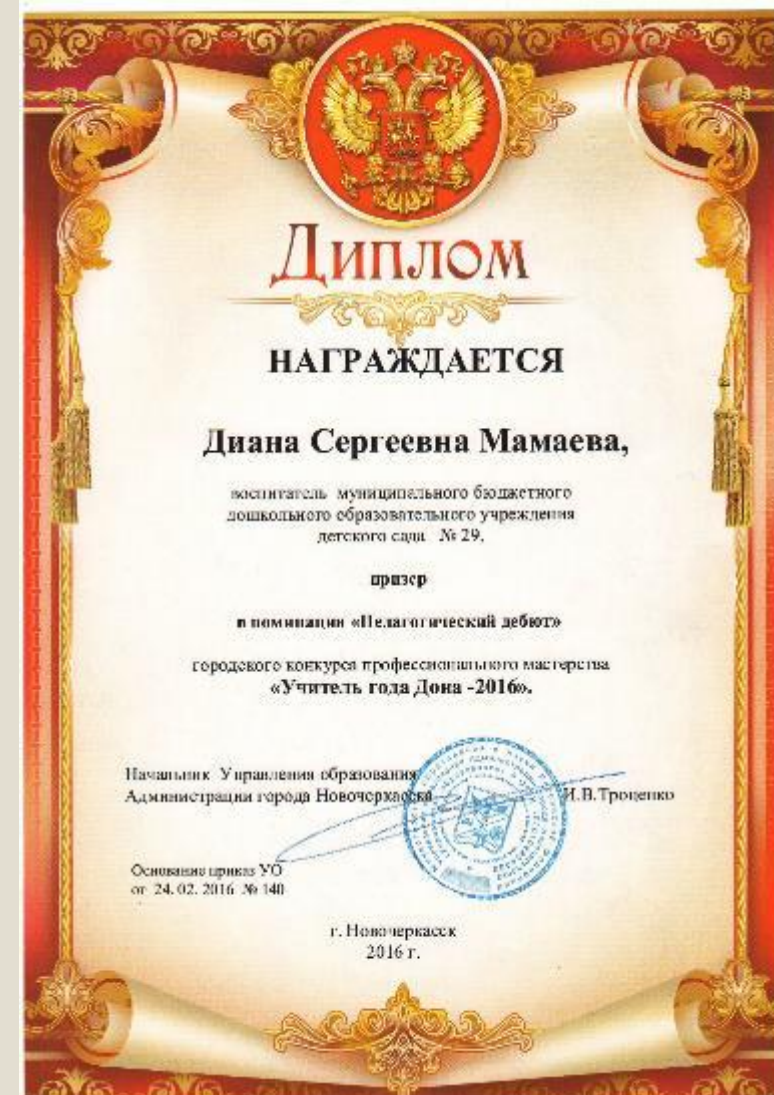 Диплом
НАГРАЖДАЕТСЯ
Диана Сергеевна Мамаева,
воспитатель муниципального бюджетного
дошкольного образовательного учреждения
детского сада № 29,
призер
в номинации «Педагогический дебют»
городского конкурса профессионального мастерства
«Учитель года Дона -2016».
Начальник Управления образования
Администрации города Новочеркасска И.В.Троценко
Основание приказ УО
от 24. 02. 2016 № 140
г. Новочеркасск
2016 г.